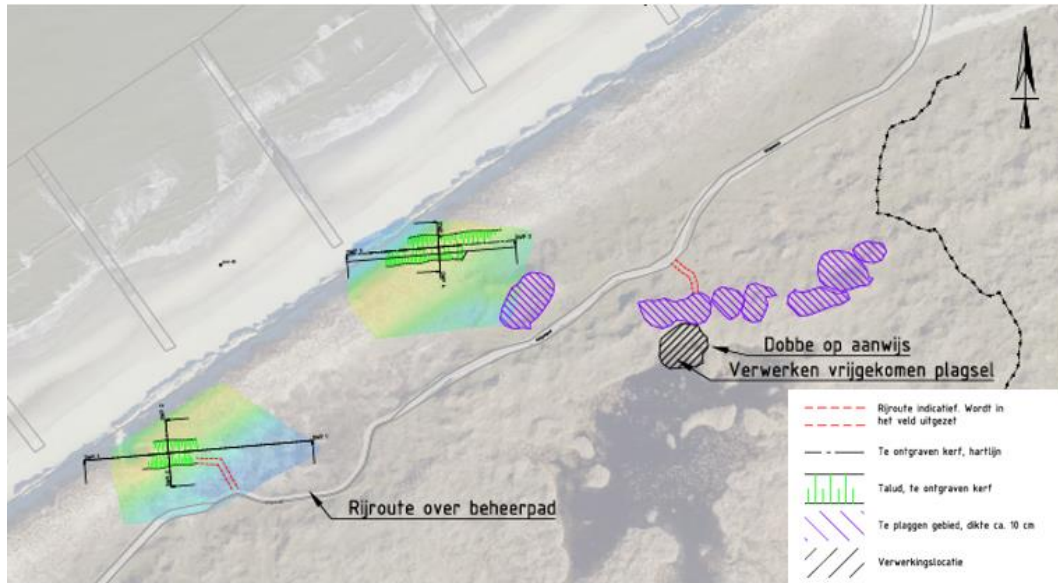 Dobbe op aanwijs
Verwerken vrijgekomen plagsel
Rijroute over beheerpad
Rijroute indicatief. Wordt in
het veld uitgezet
Te ontgraven kerf, hartlijn
Talud, te ontgraven kerf
Te plaggen gebied, dikte ca. 10 cm
Verwerkingslocatie